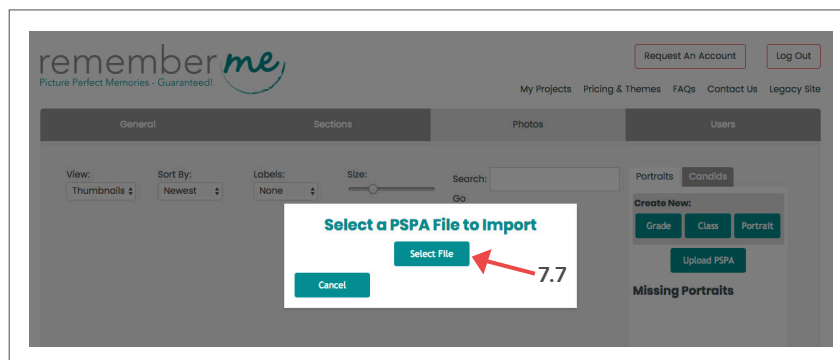 remember me
Picture Perfect Memories - Guaranteed!
Request An Account
Log Out
My Projects Pricing & Themes FAQs Contact Us Legacy Site
General Sections Photos Users
View: Sort By: Labels: Size: Search:
Thumbnails Newest None Go
Portraits Candids
Create New:
Grade Class Portrait
Upload PSPA
Missing Portraits
Select a PSPA File to Import
Select File
7.7
Cancel